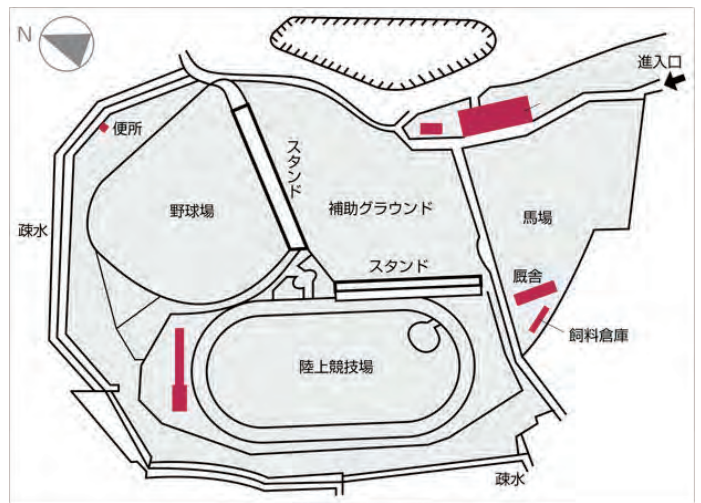 N
進入口
便所
スタンド
野球場
補助グラウンド
馬場
疎水
スタンド
厩舎
飼料倉庫
陸上競技場
疎水